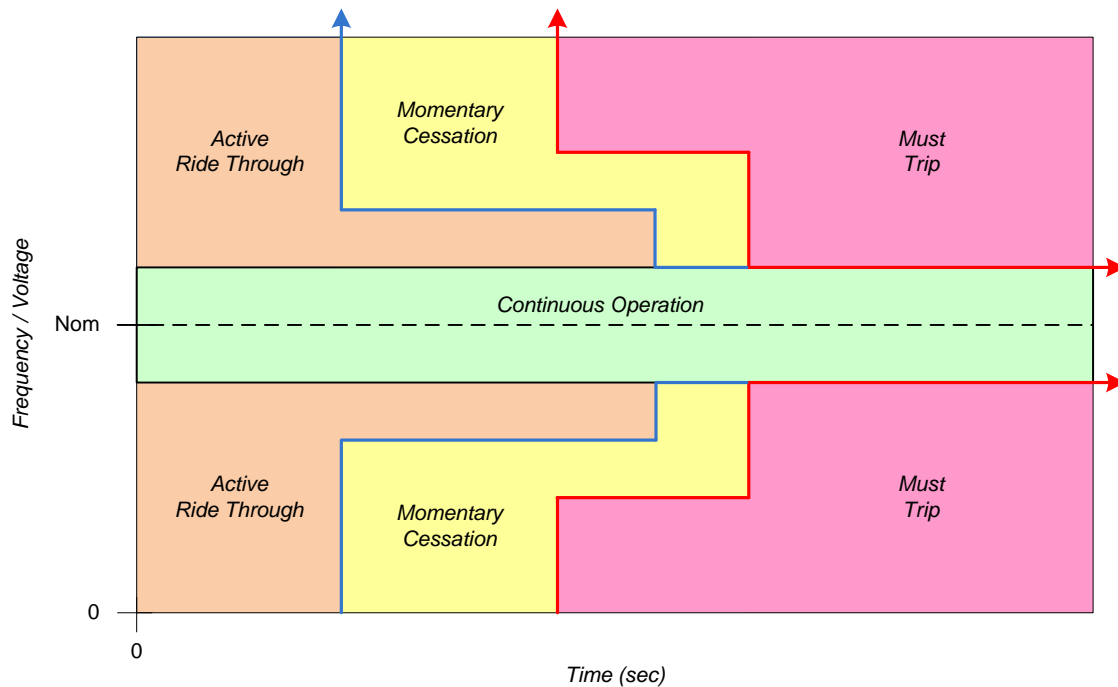 Active
Ride Through
Momentary
Cessation
Must
Trip
Frequency / Voltage
Nom
Continuous Operation
Active
Ride Through
Momentary
Cessation
Must
Trip
0
0
Time (sec)